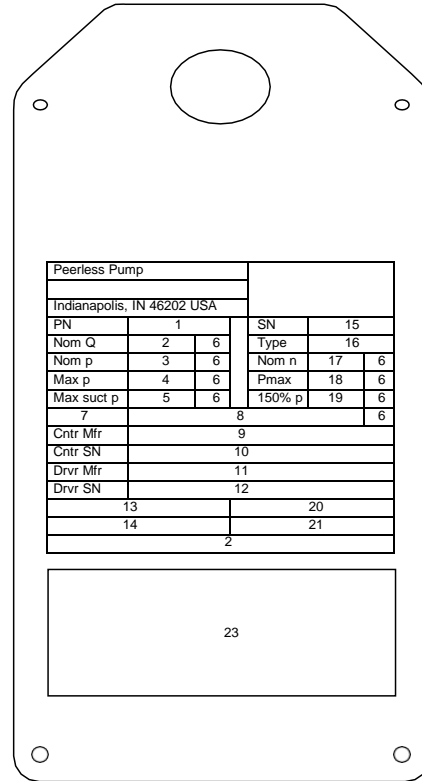 Peerless Pump
Indianapolis, IN 46202 USA
PN 1 SN 15
Nom Q 2 6 Type 16
Nom p 3 6 Nom n 17 6
Max p 4 6 Pmax 18 6
Max suct p 5 6 150% p 19 6
7 8 6
Cntr Mfr 9
Cntr SN 10
Drvr Mfr 11
Drvr SN 12
13 20
14 21
2
23